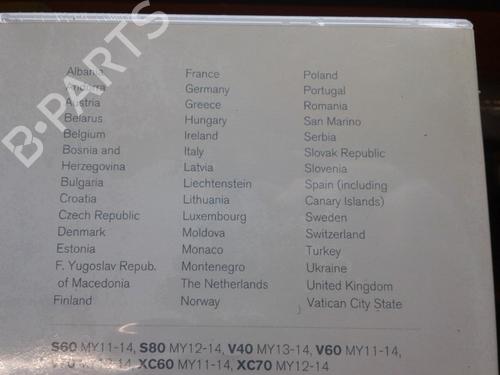 B-PARTS
Albania
Andorra
Austria
Belarus
Belgium
Bosnia and
Herzegovina
Bulgaria
Croatia
Czech Republic
Denmark
Estonia
F. Yugoslav Repub.
of Macedonia
Finland
France
Germany
Greece
Hungary
Ireland
Italy
Latvia
Liechtenstein
Lithuania
Luxembourg
Moldova
Monaco
Montenegro
The Netherlands
Norway
Poland
Portugal
Romania
San Marino
Serbia
Slovak Republic
Slovenia
Spain (including
Canary Islands)
Sweden
Switzerland
Turkey
Ukraine
United Kingdom
Vatican City State
S60 MY11-14, S80 MY12-14, V40 MY13-14, V60 MY11-14,
XC60 MY11-14, XC70 MY12-14